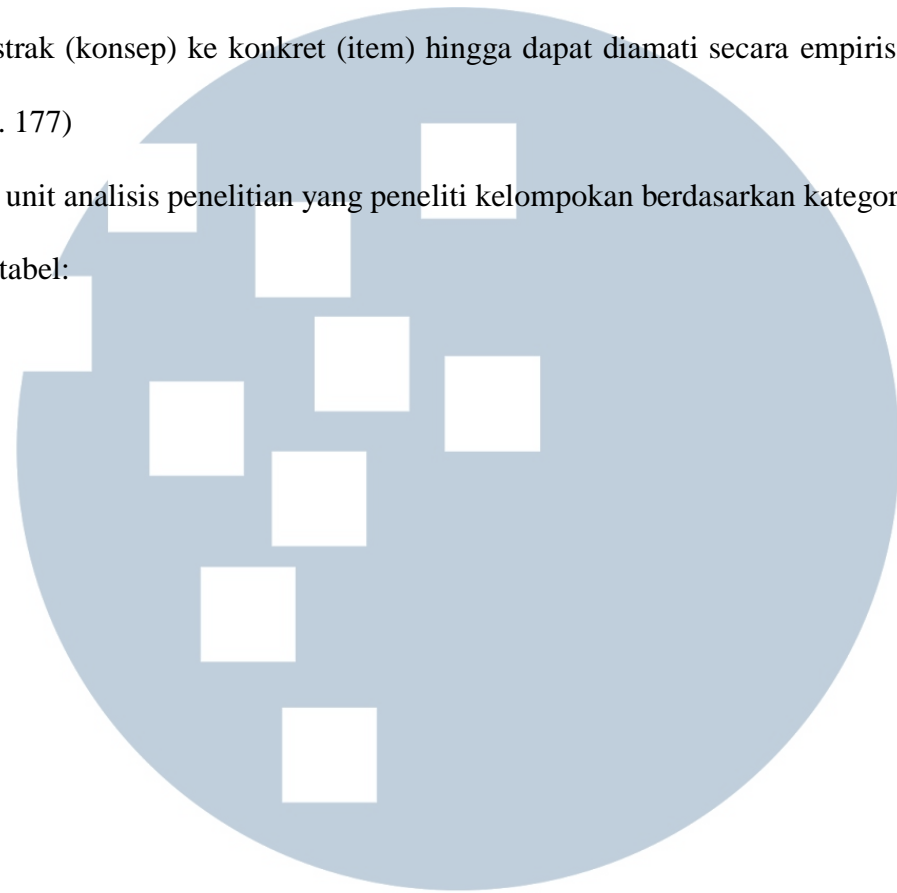 strak (konsep) ke konkret (item) hingga dapat diamati secara empiris
. 177)
unit analisis penelitian yang peneliti kelompokan berdasarkan kategor
tabel: